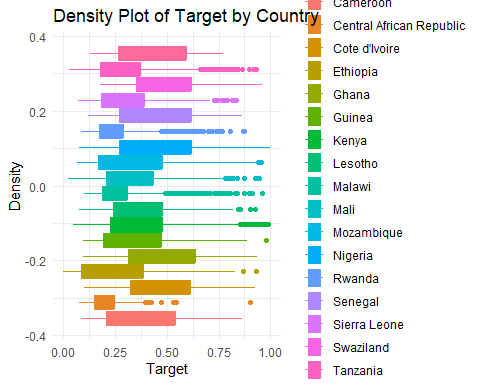 Density Plot of Target by Country
Cameroon
Central African Republic
Cote d'Ivoire
Ethiopia
Ghana
Guinea
Kenya
Lesotho
Malawi
Mali
Mozambique
Nigeria
Rwanda
Senegal
Sierra Leone
Swaziland
Tanzania
Density
0.4
0.2
0.0
-0.2
-0.4
0.00 0.25 0.50 0.75 1.00
Target